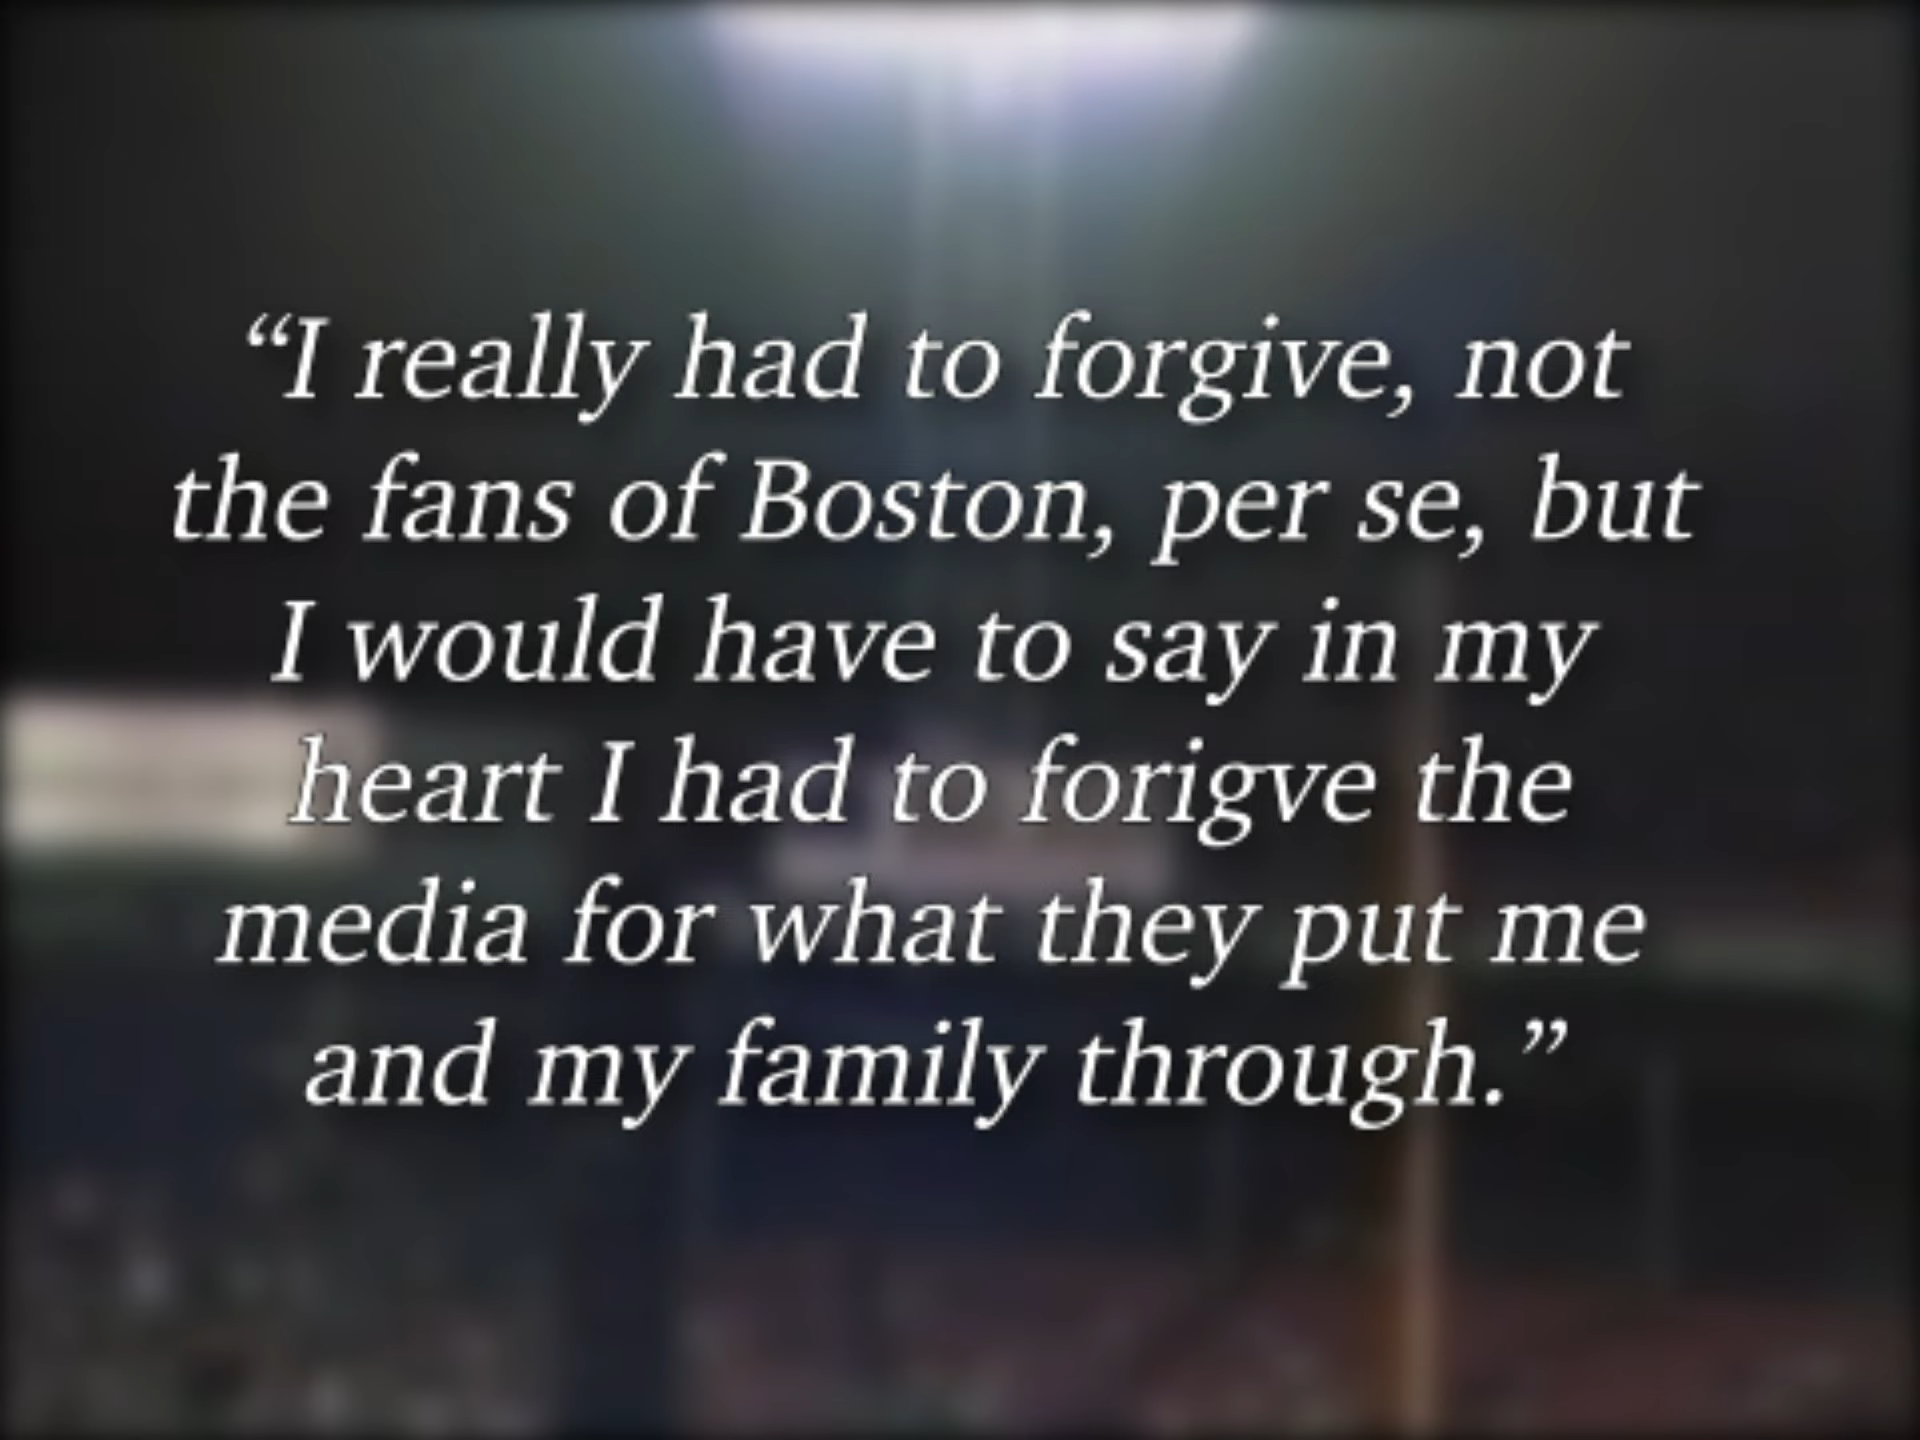 “I really had to forgive, not
the fans of Boston, per se, but
I would have to say in my
heart I had to forigve the
media for what they put me
and my family through.”